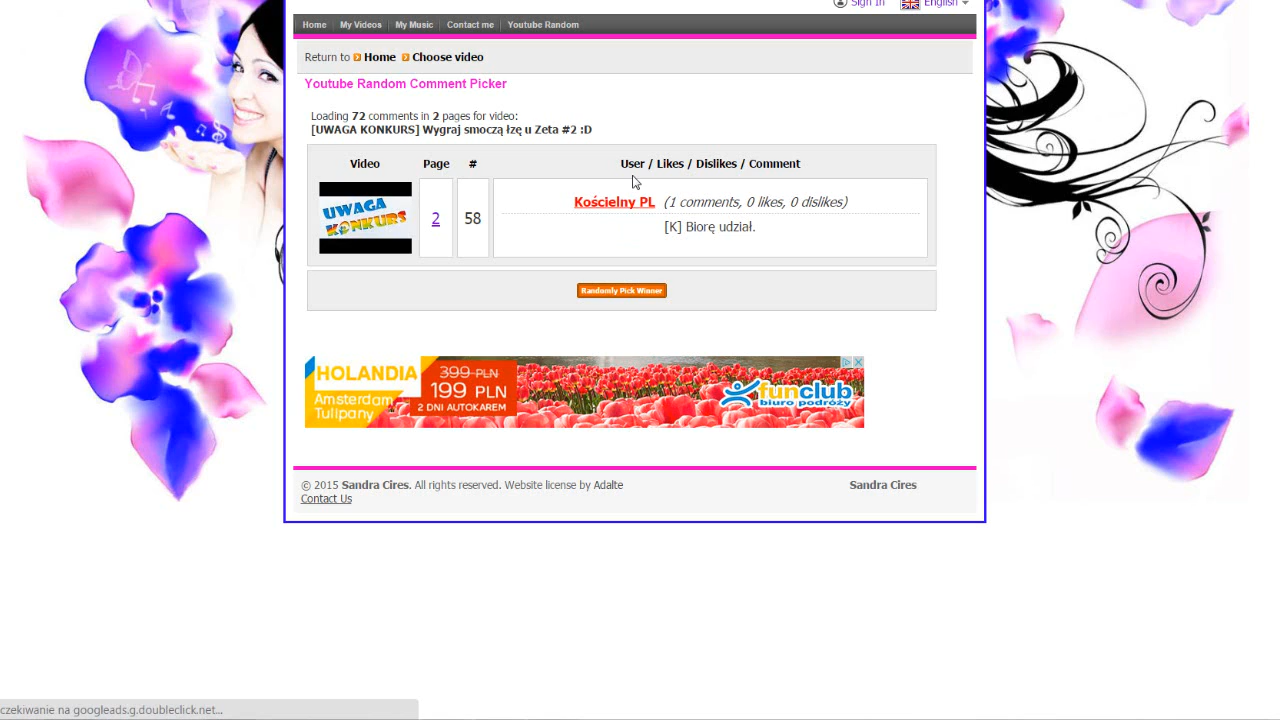 Sign In English
Home My Videos My Music Contact me Youtube Random
Return to Home Choose video
Youtube Random Comment Picker
Loading 72 comments in 2 pages for video:
[UWAGA KONKURS] Wygraj smoczą łzę u Zeta #2 :D
Video Page # User / Likes / Dislikes / Comment
UWAGA
KONKURS
2 58
Kościelny PL (1 comments, 0 likes, 0 dislikes)
[K] Biorę udział.
Randomly Pick Winner
HOLANDIA
Amsterdam
Tulipany
399 PLN
199 PLN
2 DNI AUTOKAREM
funclub
biuro podróży
© 2015 Sandra Cires. All rights reserved. Website license by Adalte
Sandra Cires
Contact Us
czekiwanie na googleads.g.doubleclick.net...